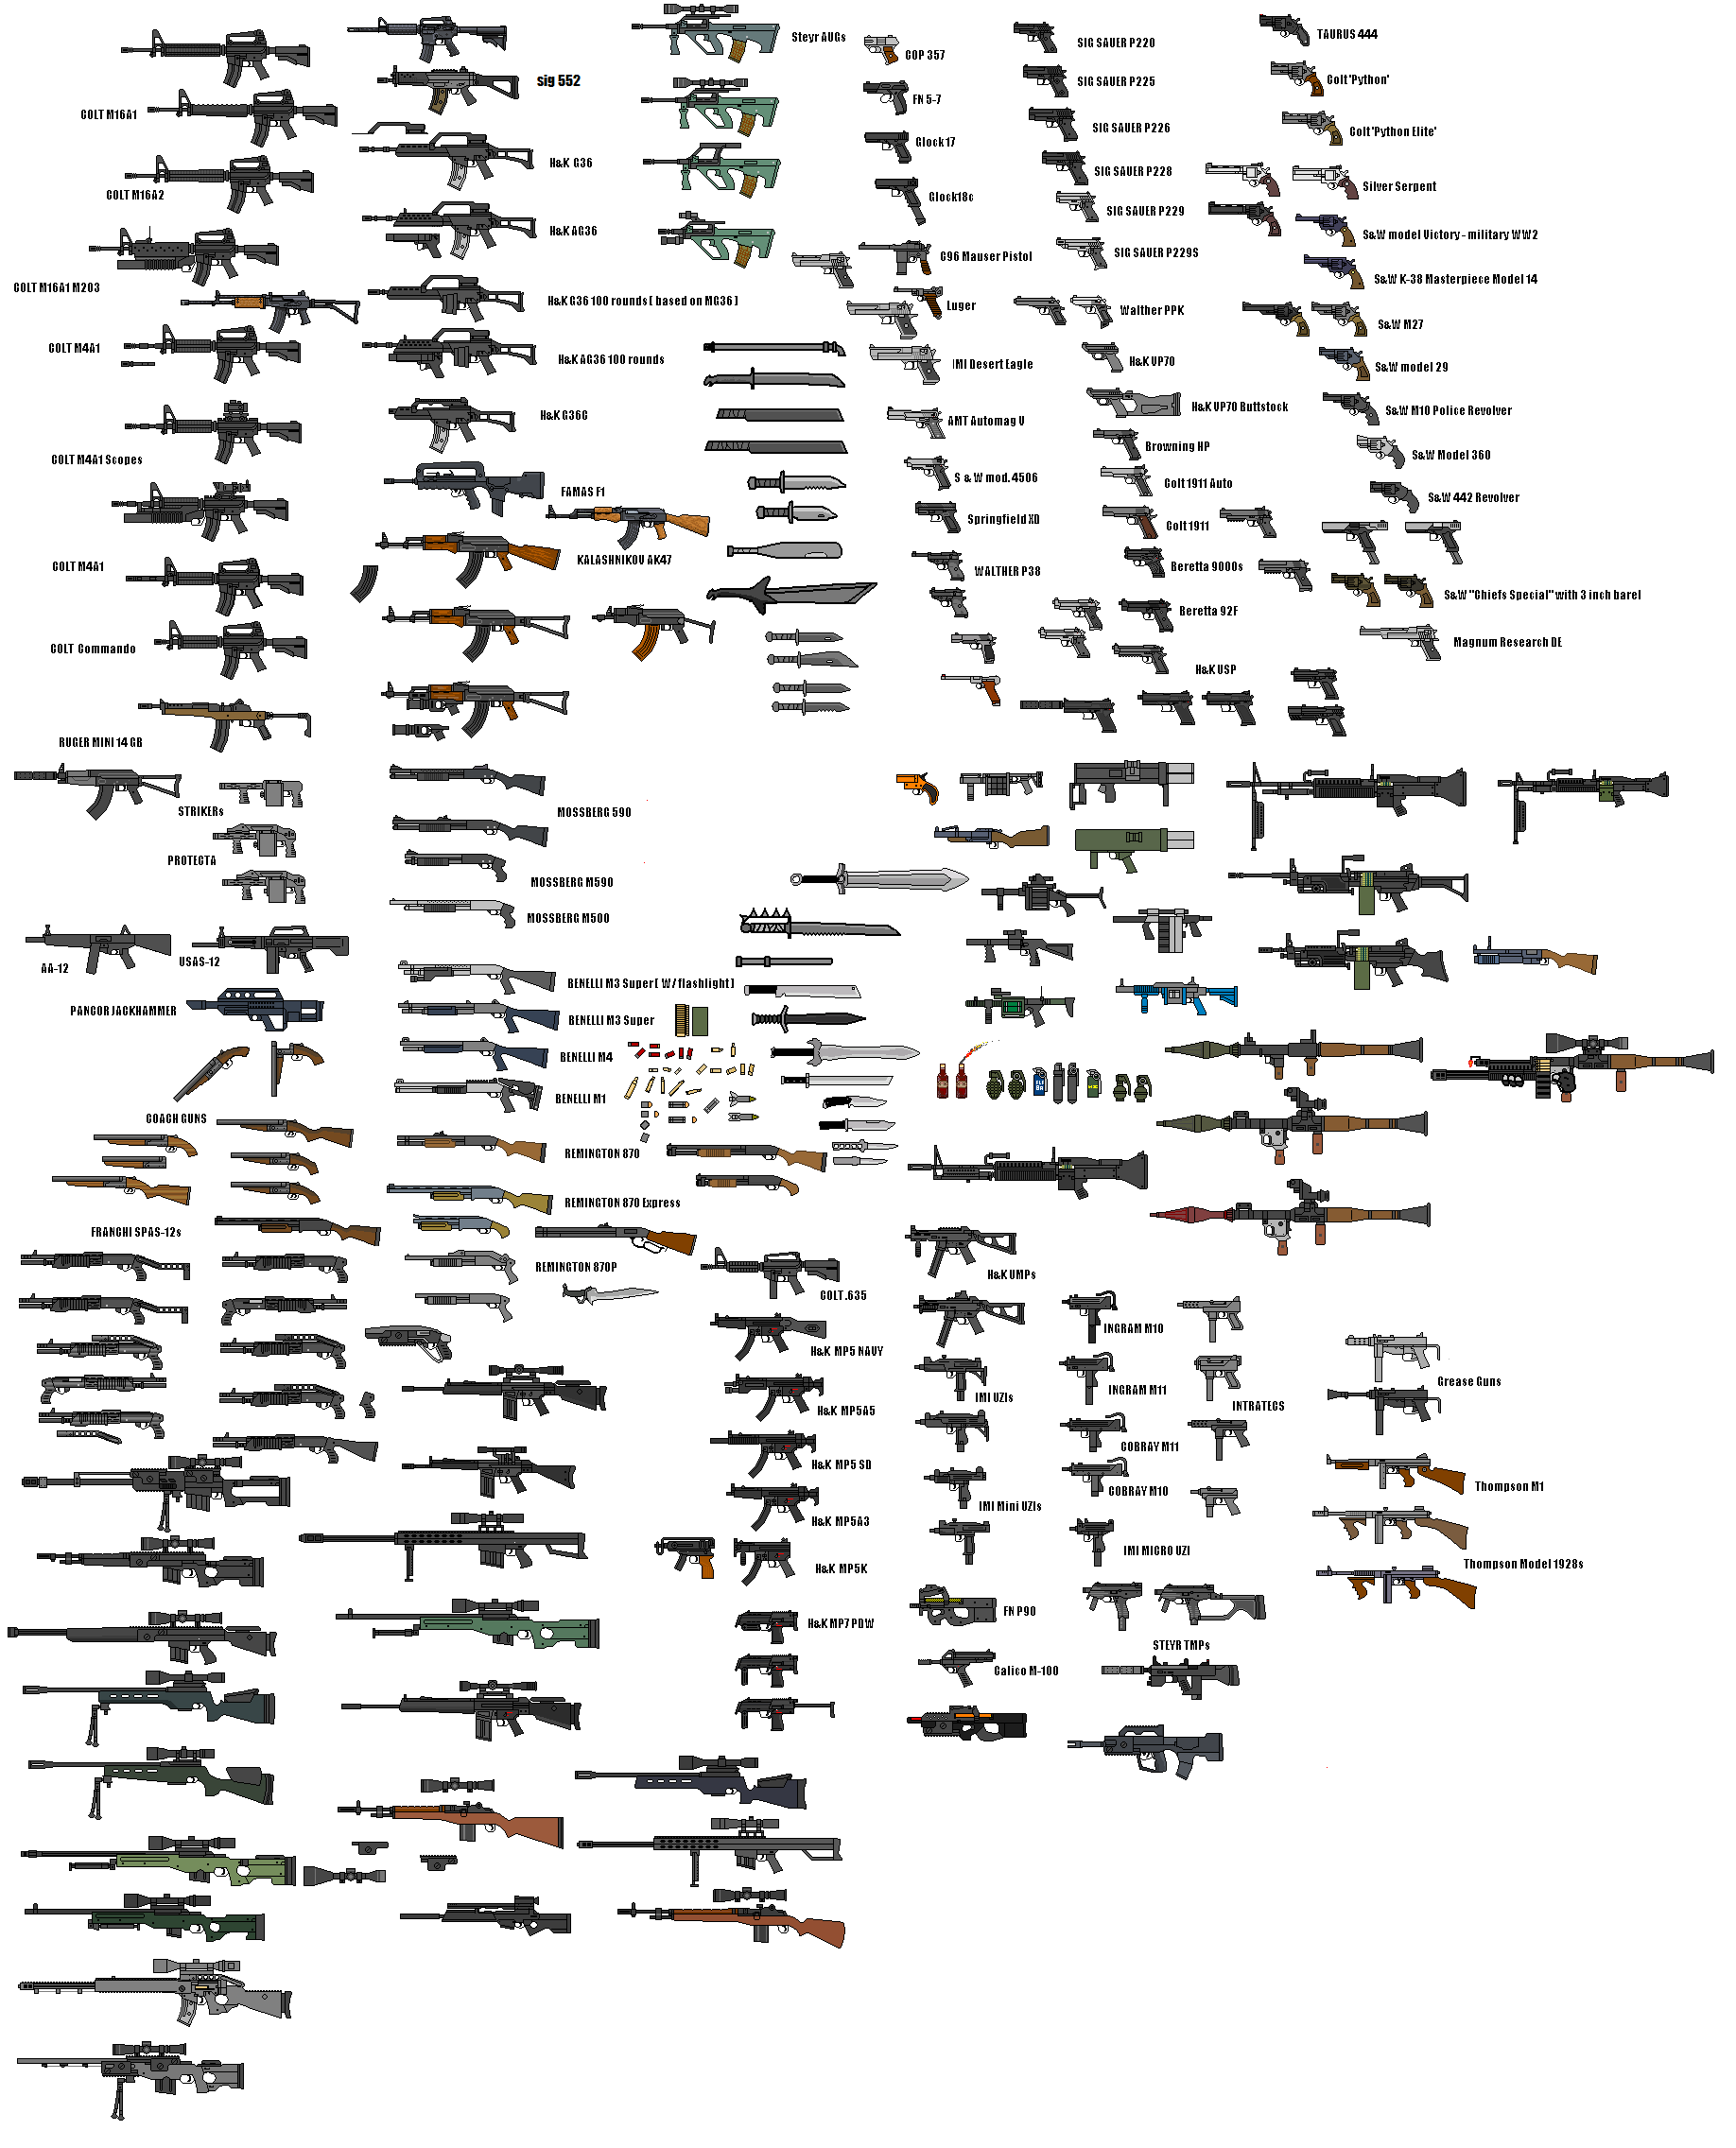 COLT M16A1
COLT M16A2
COLT M16A1 M203
COLT M4A1
COLT M4A1 Scopes
COLT M4A1
COLT Commando
RUGER MINI 14 GB
STRIKERs
PROTECTA
AA-12
USAS-12
PANCOR JACKHAMMER
COACH GUNS
FRANCHI SPAS-12s
sig 552
H&K G36
H&K AG36
H&K G36 100 rounds [ based on MG36 ]
H&K AG36 100 rounds
H&K G36C
FAMAS F1
KALASHNIKOV AK47
MOSSBERG 590
MOSSBERG M590
MOSSBERG M500
BENELLI M3 Super [ W/ flashlight ]
BENELLI M3 Super
BENELLI M4
BENELLI M1
REMINGTON 870
REMINGTON 870 Express
REMINGTON 870P
Steyr AUGs
COLT .635
H&K MP5 NAVY
H&K MP5A5
H&K MP5 SD
H&K MP5A3
H&K MP5K
H&K MP7 PDW
COP 357
FN 5-7
Glock17
Glock18c
C96 Mauser Pistol
Luger
IMI Desert Eagle
AMT Automag V
S & W mod. 4506
Springfield XD
WALTHER P38
SIG SAUER P220
SIG SAUER P225
SIG SAUER P226
SIG SAUER P228
SIG SAUER P229
SIG SAUER P229S
Walther PPK
H&K VP70
H&K VP70 Buttstock
Browning HP
Colt 1911 Auto
Colt 1911
Beretta 9000s
Beretta 92F
H&K USP
TAURUS 444
Colt 'Python'
Colt 'Python Elite'
Silver Serpent
S&W model Victory - military WW2
S&W K-38 Masterpiece Model 14
S&W M27
S&W model 29
S&W M10 Police Revolver
S&W Model 360
S&W 442 Revolver
S&W "Chiefs Special" with 3 inch barel
Magnum Research DE
H&K UMPs
IMI UZIs
IMI Mini UZIs
FN P90
Calico M-100
INGRAM M10
INGRAM M11
COBRAY M11
COBRAY M10
IMI MICRO UZI
STEYR TMPs
INTRATECS
Grease Guns
Thompson M1
Thompson Model 1928s